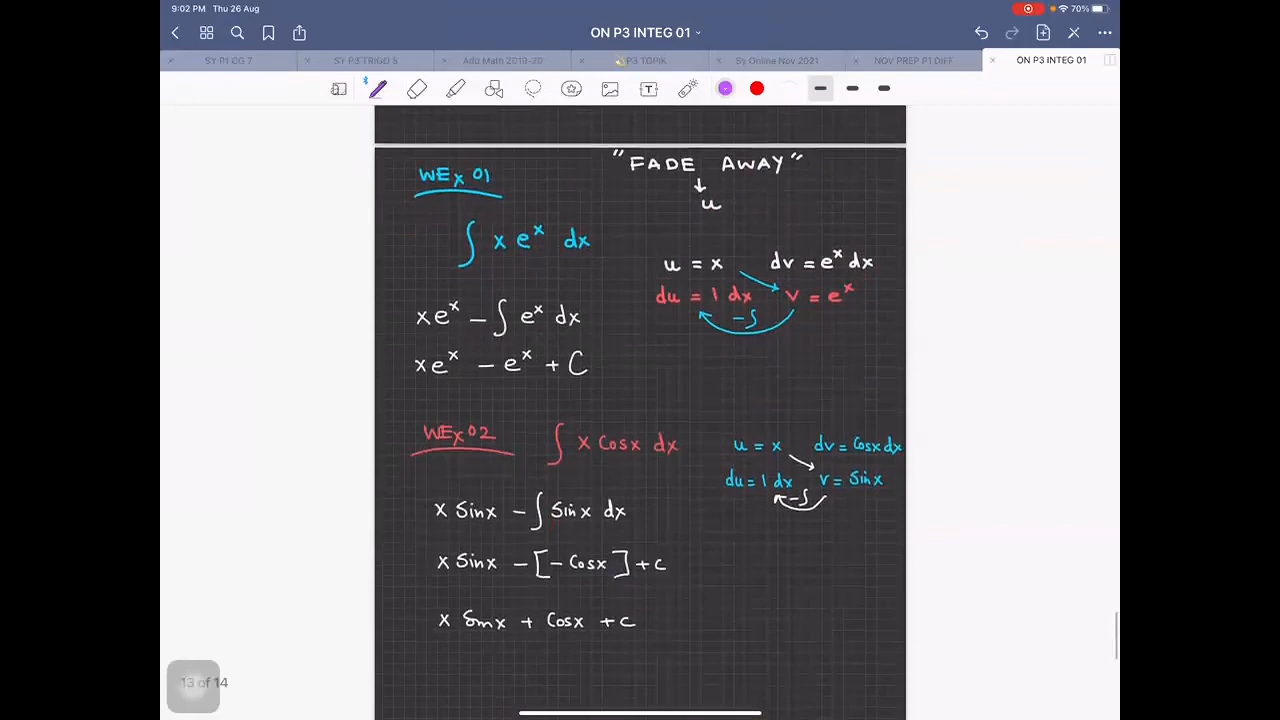 9:02 PM Thu 26 Aug
70%
ON P3 INTEG 01
SY P1 CG 7
SY P3 TRIGO 5
Add Math 2019-20
P3 TOPIK
Sy Online Nov 2021
NOV PREP P1 DIFF
ON P3 INTEG 01
"FADE AWAY"
↓
u
WEx 01
∫ x eˣ dx
u = x dv = eˣ dx
du = 1 dx v = eˣ
-∫
xeˣ - ∫ eˣ dx
xeˣ - eˣ + C
WEx 02 ∫ x Cosx dx
u = x dv = Cosx dx
du = 1 dx v = Sinx
-∫
x Sinx - ∫ Sinx dx
x Sinx - [- Cosx] + c
x Sinx + Cosx + c
13 of 14